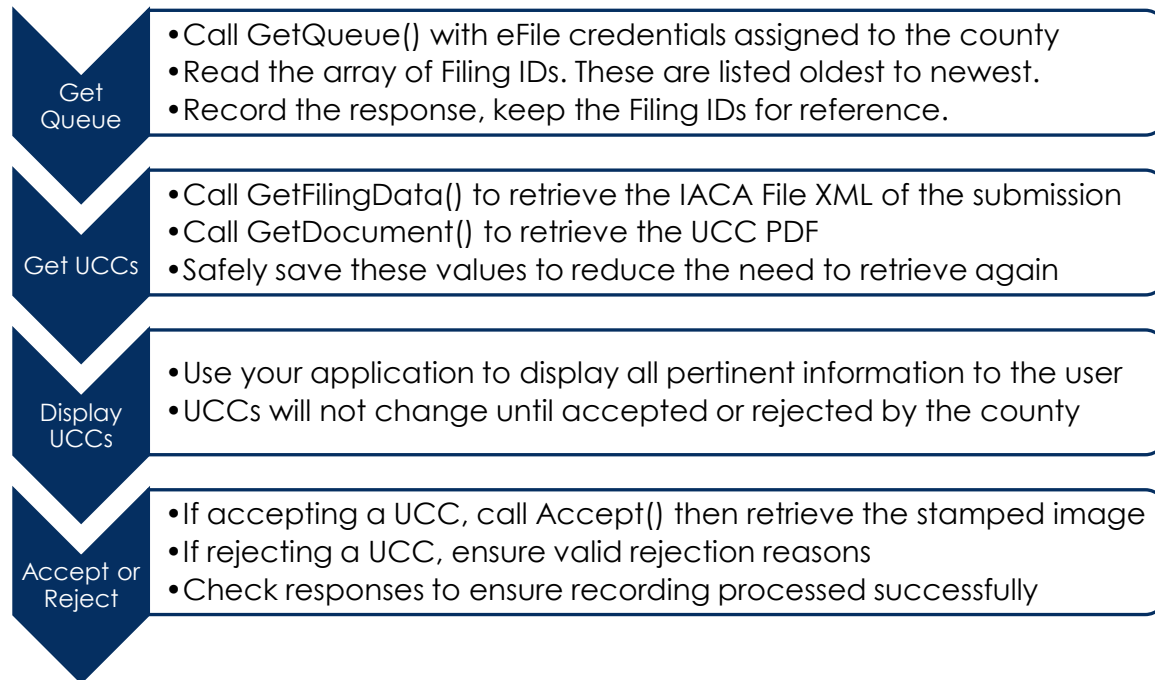 Get
Queue
•Call GetQueue() with eFile credentials assigned to the county
•Read the array of Filing IDs. These are listed oldest to newest.
•Record the response, keep the Filing IDs for reference.
Get UCCs
•Call GetFilingData() to retrieve the IACA File XML of the submission
•Call GetDocument() to retrieve the UCC PDF
•Safely save these values to reduce the need to retrieve again
Display
UCCs
•Use your application to display all pertinent information to the user
•UCCs will not change until accepted or rejected by the county
Accept or
Reject
•If accepting a UCC, call Accept() then retrieve the stamped image
•If rejecting a UCC, ensure valid rejection reasons
•Check responses to ensure recording processed successfully